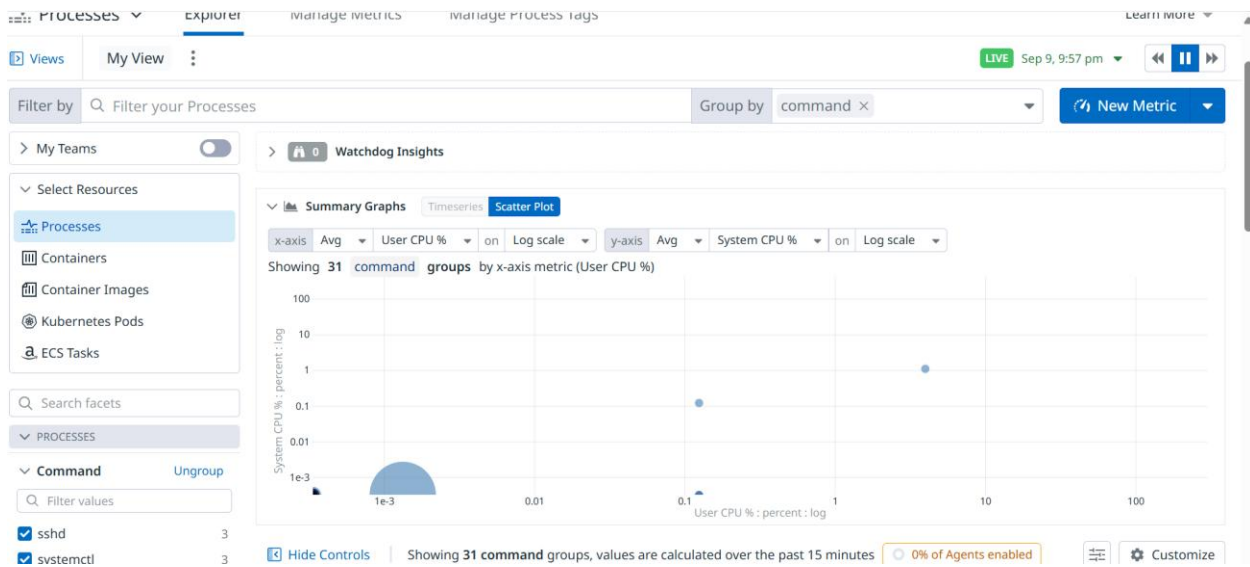 Processes Explorer Manage Metrics Manage Process Tags Learn More
Views My View LIVE Sep 9, 9:57 pm
Filter by Filter your Processes Group by command × New Metric
My Teams
0 Watchdog Insights
Select Resources
Summary Graphs Timeseries Scatter Plot
Processes
x-axis Avg User CPU % on Log scale y-axis Avg System CPU % on Log scale
Containers
Showing 31 command groups by x-axis metric (User CPU %)
Container Images
100
Kubernetes Pods
10
ECS Tasks
1
Search facets
0.1
PROCESSES
0.01
System CPU % : percent : log
Command Ungroup
1e-3
Filter values
1e-3 0.01 0.1 1 10 100
User CPU % : percent : log
sshd 3
systemctl 3
Hide Controls Showing 31 command groups, values are calculated over the past 15 minutes 0% of Agents enabled Customize